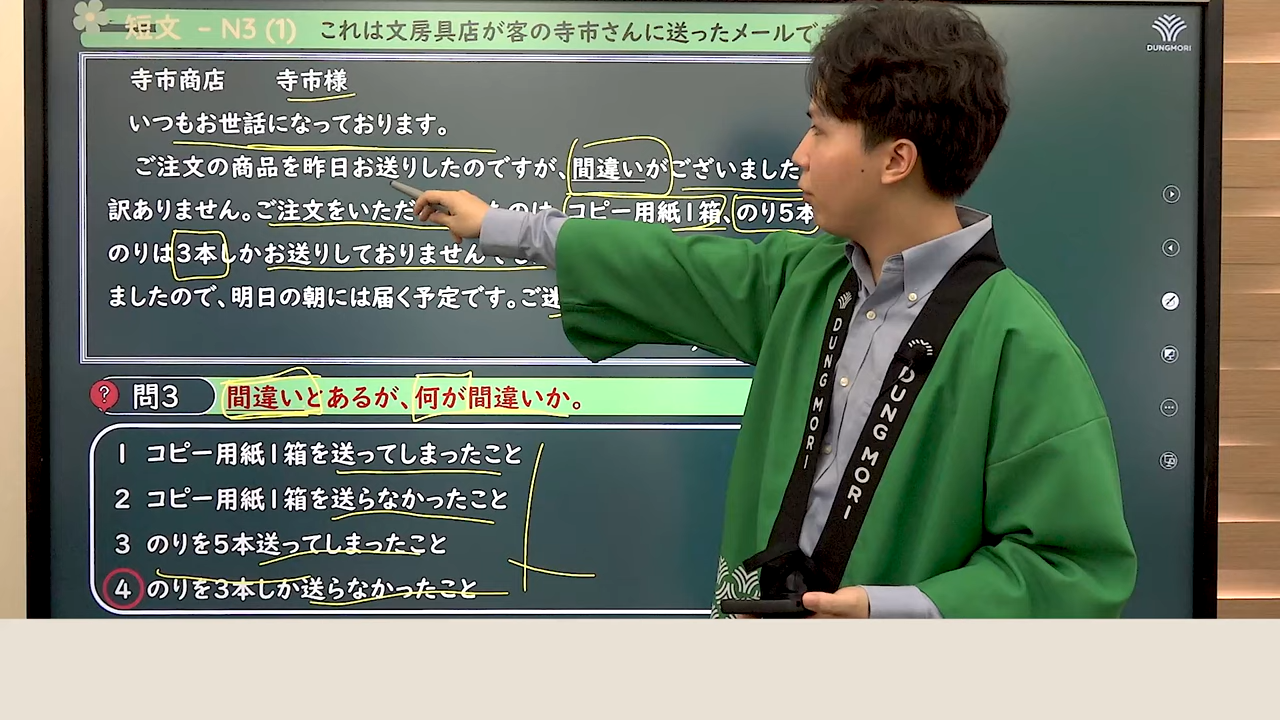 短文 - N3 (1) これは文房具店が客の寺市さんに送ったメールで
DUNGMORI
寺市商店 寺市様
いつもお世話になっております。
ご注文の商品を昨日お送りしたのですが、間違いがございました
訳ありません。ご注文をいただ たのは、コピー用紙1箱、のり5本
のりは3本しかお送りしておりません
ましたので、明日の朝には届く予定です。ご迷
? 問3 間違いとあるが、何が間違いか。
1 コピー用紙1箱を送ってしまったこと
2 コピー用紙1箱を送らなかったこと
3 のりを5本送ってしまったこと
4 のりを3本しか送らなかったこと
DUNG MORI
DUNG MORI